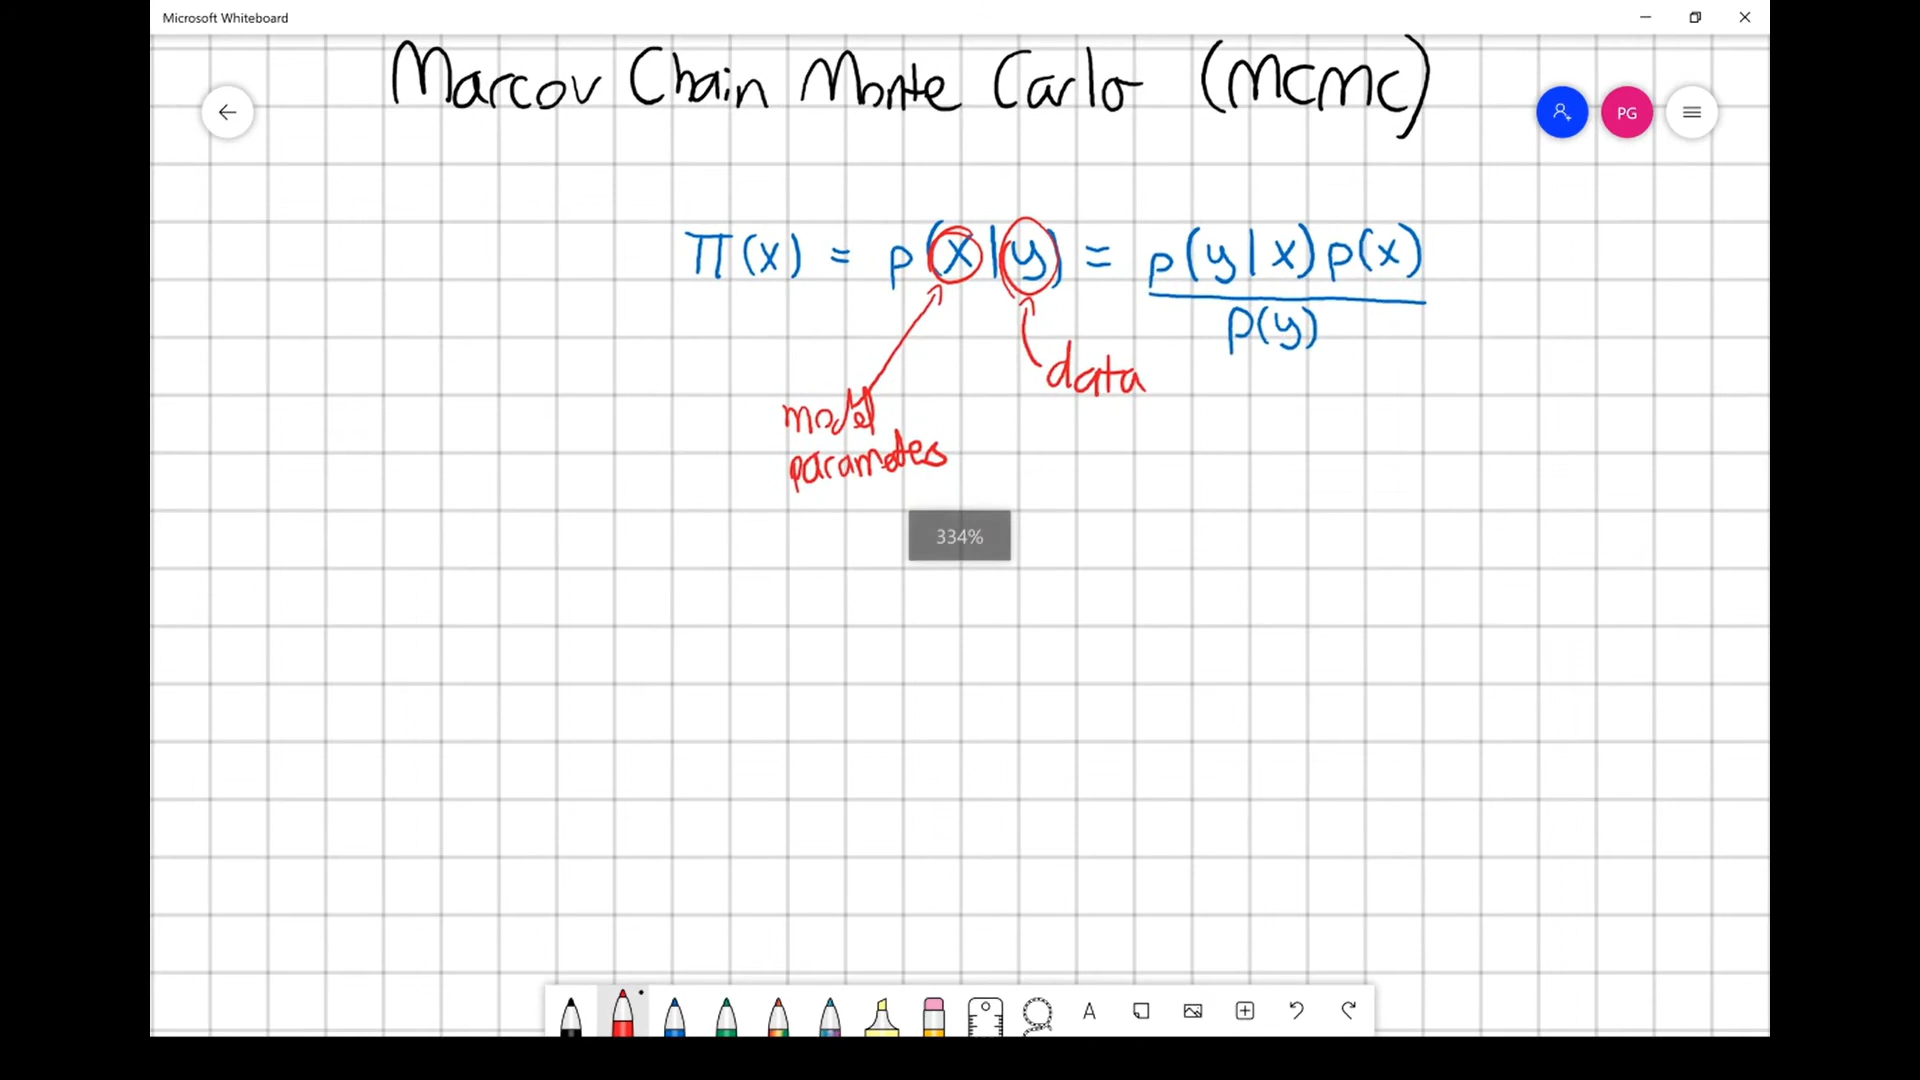 Microsoft Whiteboard
Marcov Chain Monte Carlo (MCMC)
PG
π(x) = p(x|y) = p(y|x)p(x)
p(y)
data
model
parameters
334%
A